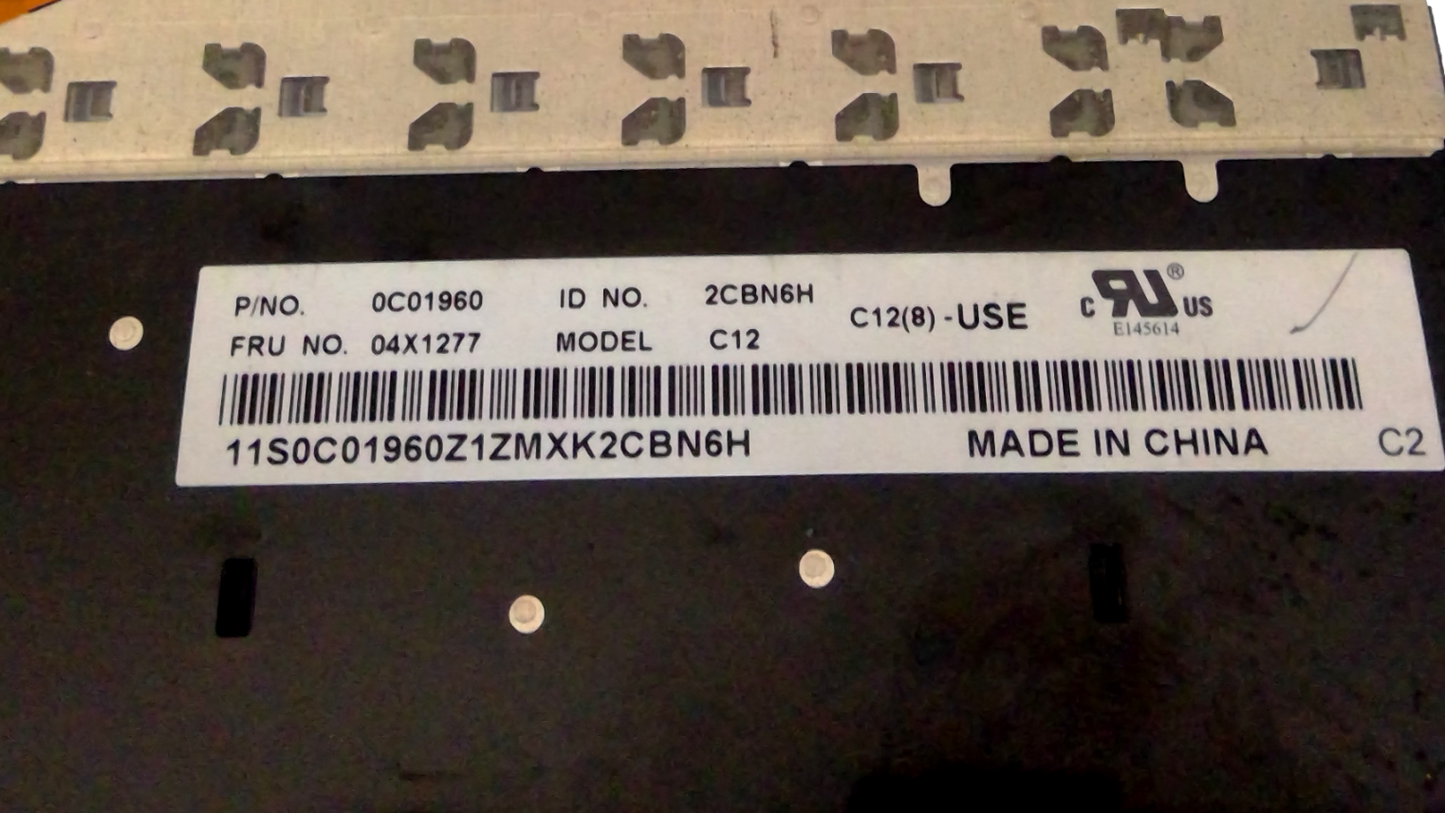 P/NO. 0C01960 ID NO. 2CBN6H
FRU NO. 04X1277 MODEL C12
C12(8) -USE
C RU ® US
E145614
11S0C01960Z1ZMXK2CBN6H MADE IN CHINA C2